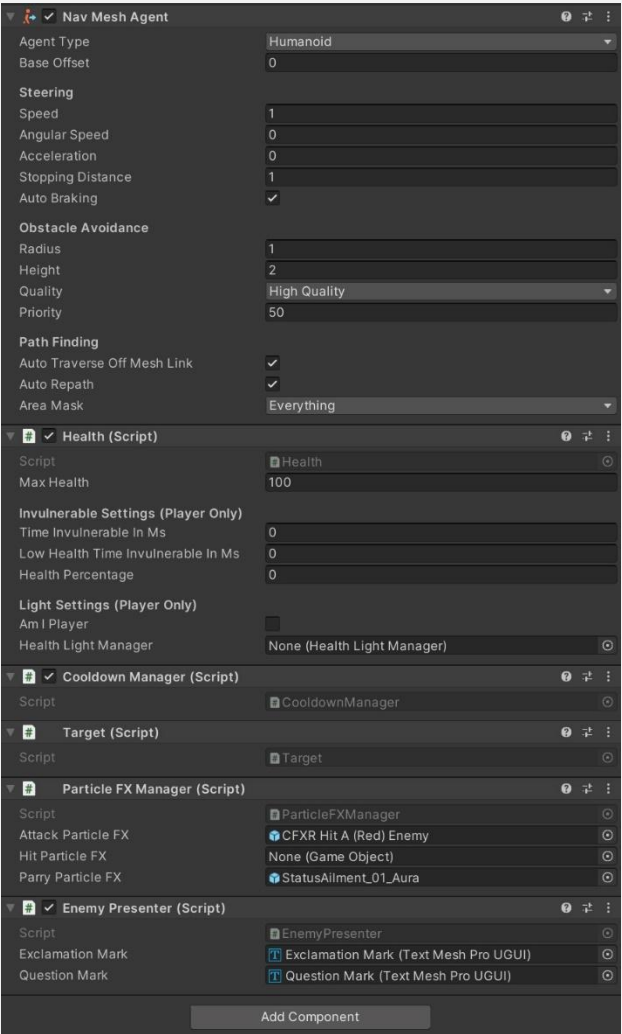 Nav Mesh Agent
Agent Type Humanoid
Base Offset 0
Steering
Speed 1
Angular Speed 0
Acceleration 0
Stopping Distance 1
Auto Braking
Obstacle Avoidance
Radius 1
Height 2
Quality High Quality
Priority 50
Path Finding
Auto Traverse Off Mesh Link
Auto Repath
Area Mask Everything
# Health (Script)
Script # Health
Max Health 100
Invulnerable Settings (Player Only)
Time Invulnerable In Ms 0
Low Health Time Invulnerable In Ms 0
Health Percentage 0
Light Settings (Player Only)
Am I Player
Health Light Manager None (Health Light Manager)
# Cooldown Manager (Script)
Script # CooldownManager
# Target (Script)
Script # Target
# Particle FX Manager (Script)
Script # ParticleFXManager
Attack Particle FX CFXR Hit A (Red) Enemy
Hit Particle FX None (Game Object)
Parry Particle FX StatusAilment_01_Aura
# Enemy Presenter (Script)
Script # EnemyPresenter
Exclamation Mark T Exclamation Mark (Text Mesh Pro UGUI)
Question Mark T Question Mark (Text Mesh Pro UGUI)
Add Component